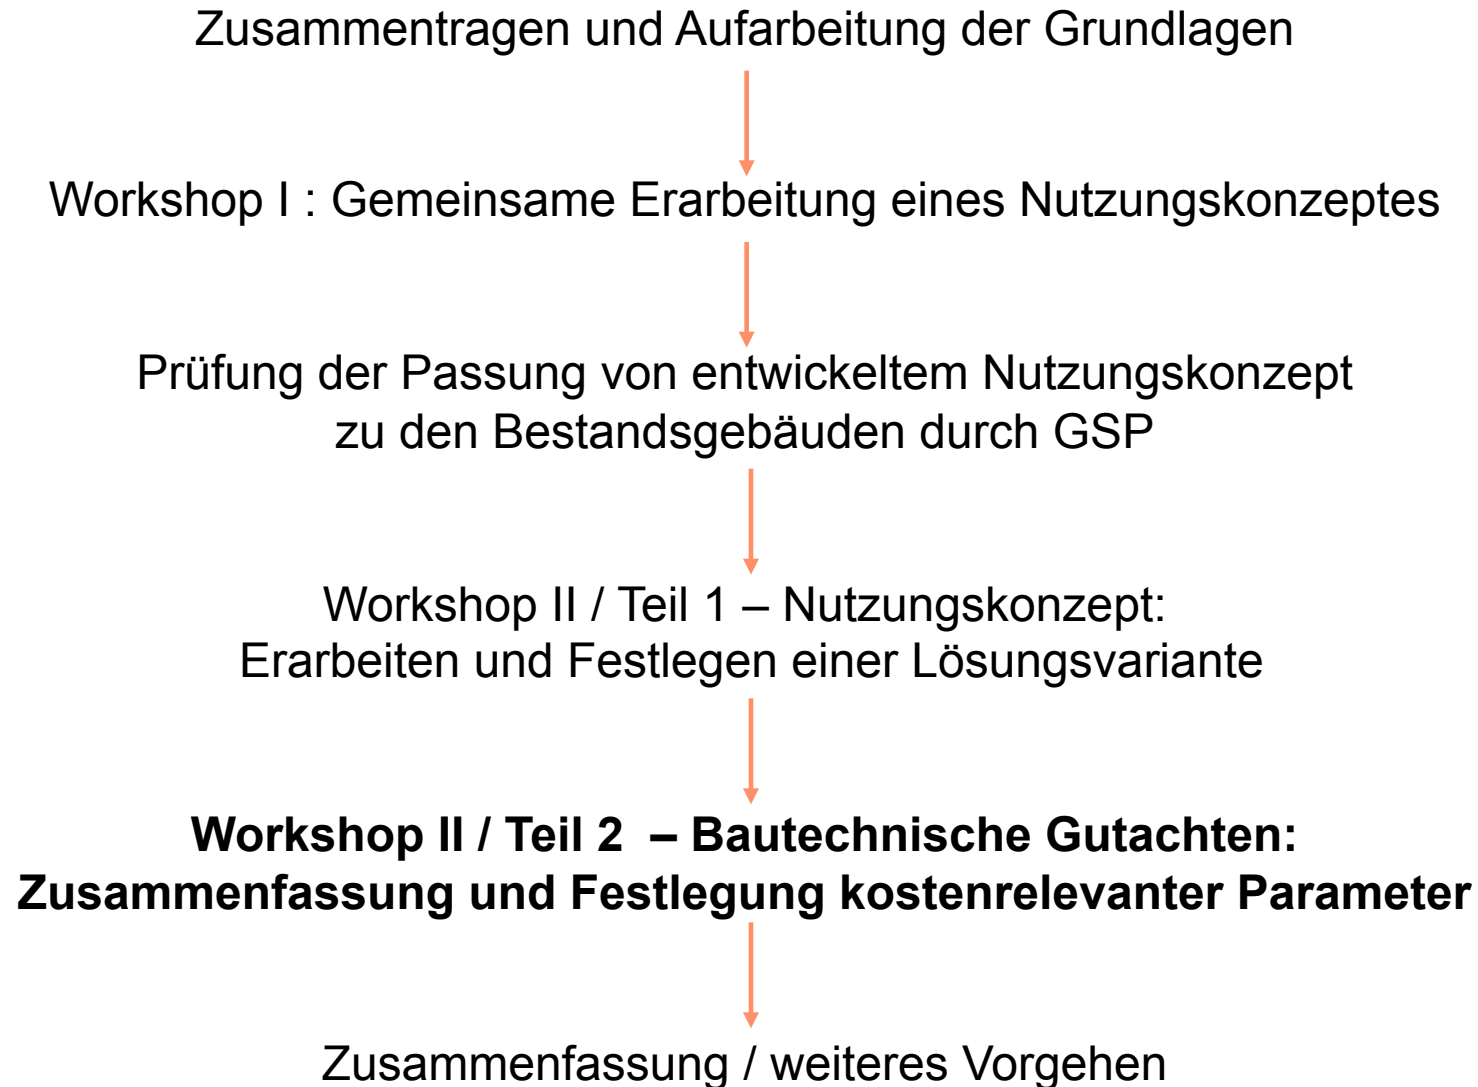 Zusammentragen und Aufarbeitung der Grundlagen
Workshop I : Gemeinsame Erarbeitung eines Nutzungskonzeptes
Prüfung der Passung von entwickeltem Nutzungskonzept
zu den Bestandsgebäuden durch GSP
Workshop II / Teil 1 – Nutzungskonzept:
Erarbeiten und Festlegen einer Lösungsvariante
Workshop II / Teil 2 – Bautechnische Gutachten:
Zusammenfassung und Festlegung kostenrelevanter Parameter
Zusammenfassung / weiteres Vorgehen